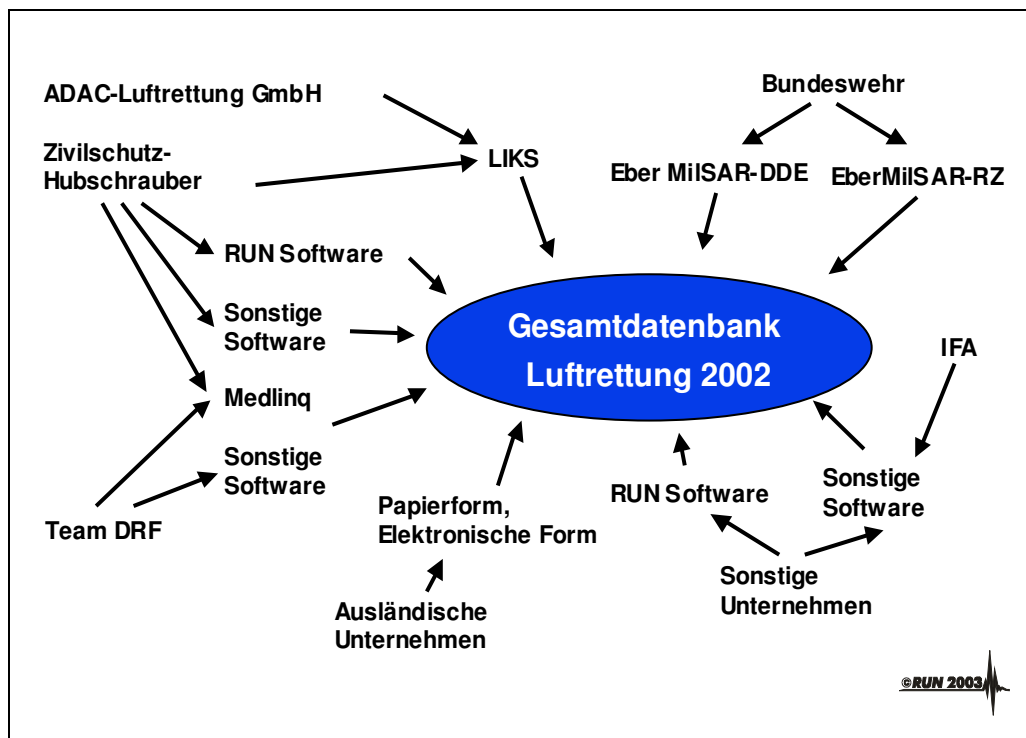 ADAC-Luftrettung GmbH
Bundeswehr
Zivilschutz-
Hubschrauber
LIKS
Eber MilSAR-DDE
EberMilSAR-RZ
RUN Software
Sonstige
Software
Gesamtdatenbank
Luftrettung 2002
IFA
Medlinq
Sonstige
Software
Team DRF
Papierform,
Elektronische Form
RUN Software
Sonstige
Software
Ausländische
Unternehmen
Sonstige
Unternehmen
©RUN 2003